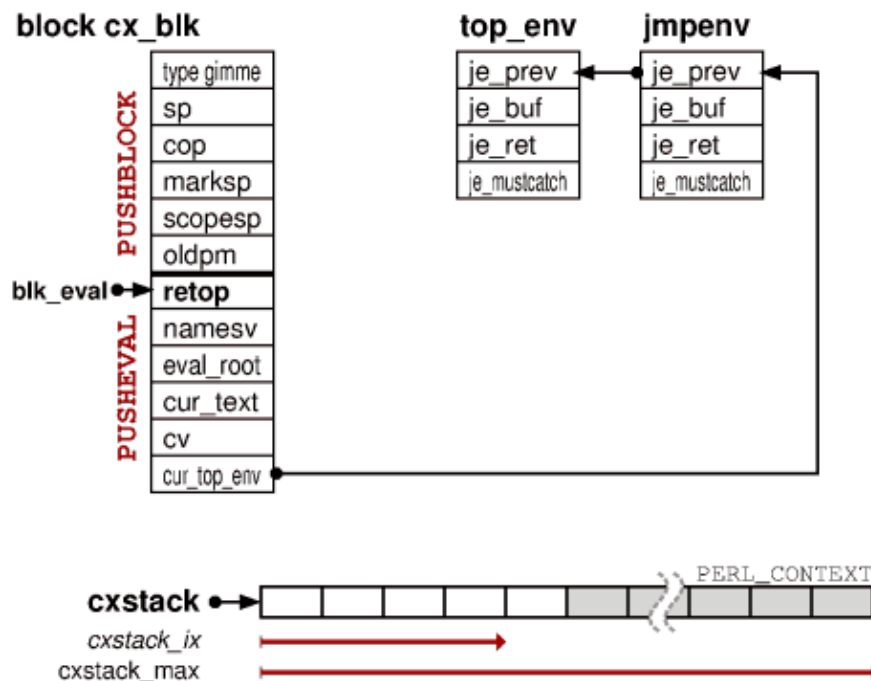 block cx_blk
top_env
jmpenv
type gimme
sp
cop
marksp
scopesp
oldpm
retop
namesv
eval_root
cur_text
cv
cur_top_env
PUSHBLOCK
blk_eval
PUSHEVAL
je_prev
je_buf
je_ret
je_mustcatch
je_prev
je_buf
je_ret
je_mustcatch
PERL_CONTEXT
cxstack
cxstack_ix
cxstack_max